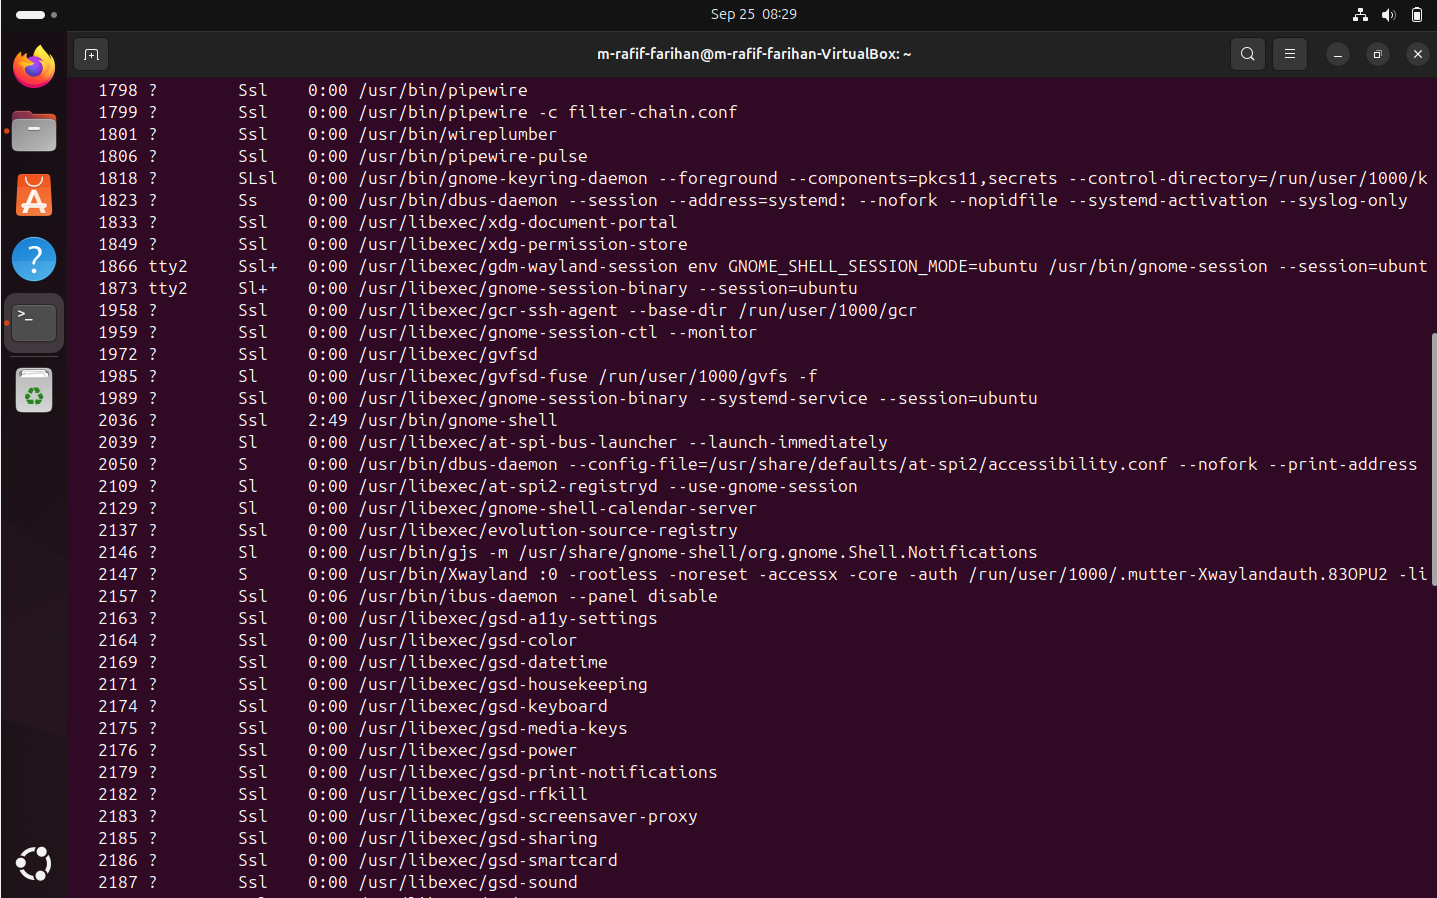 Sep 25 08:29
m-rafif-farihan@m-rafif-farihan-VirtualBox: ~
1798 ? Ssl 0:00 /usr/bin/pipewire
1799 ? Ssl 0:00 /usr/bin/pipewire -c filter-chain.conf
1801 ? Ssl 0:00 /usr/bin/wireplumber
1806 ? Ssl 0:00 /usr/bin/pipewire-pulse
1818 ? SLsl 0:00 /usr/bin/gnome-keyring-daemon --foreground --components=pkcs11,secrets --control-directory=/run/user/1000/k
1823 ? Ss 0:00 /usr/bin/dbus-daemon --session --address=systemd: --nofork --nopidfile --systemd-activation --syslog-only
1833 ? Ssl 0:00 /usr/libexec/xdg-document-portal
1849 ? Ssl 0:00 /usr/libexec/xdg-permission-store
1866 tty2 Ssl+ 0:00 /usr/libexec/gdm-wayland-session env GNOME_SHELL_SESSION_MODE=ubuntu /usr/bin/gnome-session --session=ubunt
1873 tty2 Sl+ 0:00 /usr/libexec/gnome-session-binary --session=ubuntu
1958 ? Ssl 0:00 /usr/libexec/gcr-ssh-agent --base-dir /run/user/1000/gcr
1959 ? Ssl 0:00 /usr/libexec/gnome-session-ctl --monitor
1972 ? Ssl 0:00 /usr/libexec/gvfsd
1985 ? Sl 0:00 /usr/libexec/gvfsd-fuse /run/user/1000/gvfs -f
1989 ? Ssl 0:00 /usr/libexec/gnome-session-binary --systemd-service --session=ubuntu
2036 ? Ssl 2:49 /usr/bin/gnome-shell
2039 ? Sl 0:00 /usr/libexec/at-spi-bus-launcher --launch-immediately
2050 ? S 0:00 /usr/bin/dbus-daemon --config-file=/usr/share/defaults/at-spi2/accessibility.conf --nofork --print-address
2109 ? Sl 0:00 /usr/libexec/at-spi2-registryd --use-gnome-session
2129 ? Sl 0:00 /usr/libexec/gnome-shell-calendar-server
2137 ? Ssl 0:00 /usr/libexec/evolution-source-registry
2146 ? Sl 0:00 /usr/bin/gjs -m /usr/share/gnome-shell/org.gnome.Shell.Notifications
2147 ? S 0:00 /usr/bin/Xwayland :0 -rootless -noreset -accessx -core -auth /run/user/1000/.mutter-Xwaylandauth.83OPU2 -li
2157 ? Ssl 0:06 /usr/bin/ibus-daemon --panel disable
2163 ? Ssl 0:00 /usr/libexec/gsd-a11y-settings
2164 ? Ssl 0:00 /usr/libexec/gsd-color
2169 ? Ssl 0:00 /usr/libexec/gsd-datetime
2171 ? Ssl 0:00 /usr/libexec/gsd-housekeeping
2174 ? Ssl 0:00 /usr/libexec/gsd-keyboard
2175 ? Ssl 0:00 /usr/libexec/gsd-media-keys
2176 ? Ssl 0:00 /usr/libexec/gsd-power
2179 ? Ssl 0:00 /usr/libexec/gsd-print-notifications
2182 ? Ssl 0:00 /usr/libexec/gsd-rfkill
2183 ? Ssl 0:00 /usr/libexec/gsd-screensaver-proxy
2185 ? Ssl 0:00 /usr/libexec/gsd-sharing
2186 ? Ssl 0:00 /usr/libexec/gsd-smartcard
2187 ? Ssl 0:00 /usr/libexec/gsd-sound